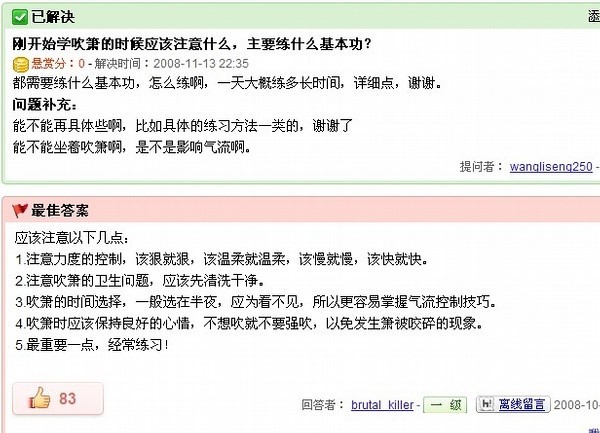 已解决
刚开始学吹箫的时候应该注意什么，主要练什么基本功？
悬赏分：0 - 解决时间：2008-11-13 22:35
都需要练什么基本功，怎么练啊，一天大概练多长时间，详细点，谢谢。
问题补充：
能不能再具体些啊，比如具体的练习方法一类的，谢谢了
能不能坐着吹箫啊，是不是影响气流啊。
提问者： wangliseng250 -
最佳答案
应该注意以下几点：
1.注意力度的控制，该狠就狠，该温柔就温柔，该慢就慢，该快就快。
2.注意吹箫的卫生问题，应该先清洗干净。
3.吹箫的时间选择，一般选在半夜，应为看不见，所以更容易掌握气流控制技巧。
4.吹箫时应该保持良好的心情，不想吹就不要强吹，以免发生箫被咬碎的现象。
5.最重要一点，经常练习！
83
回答者： brutal_killer - 一 级 hi 离线留言 2008-10-